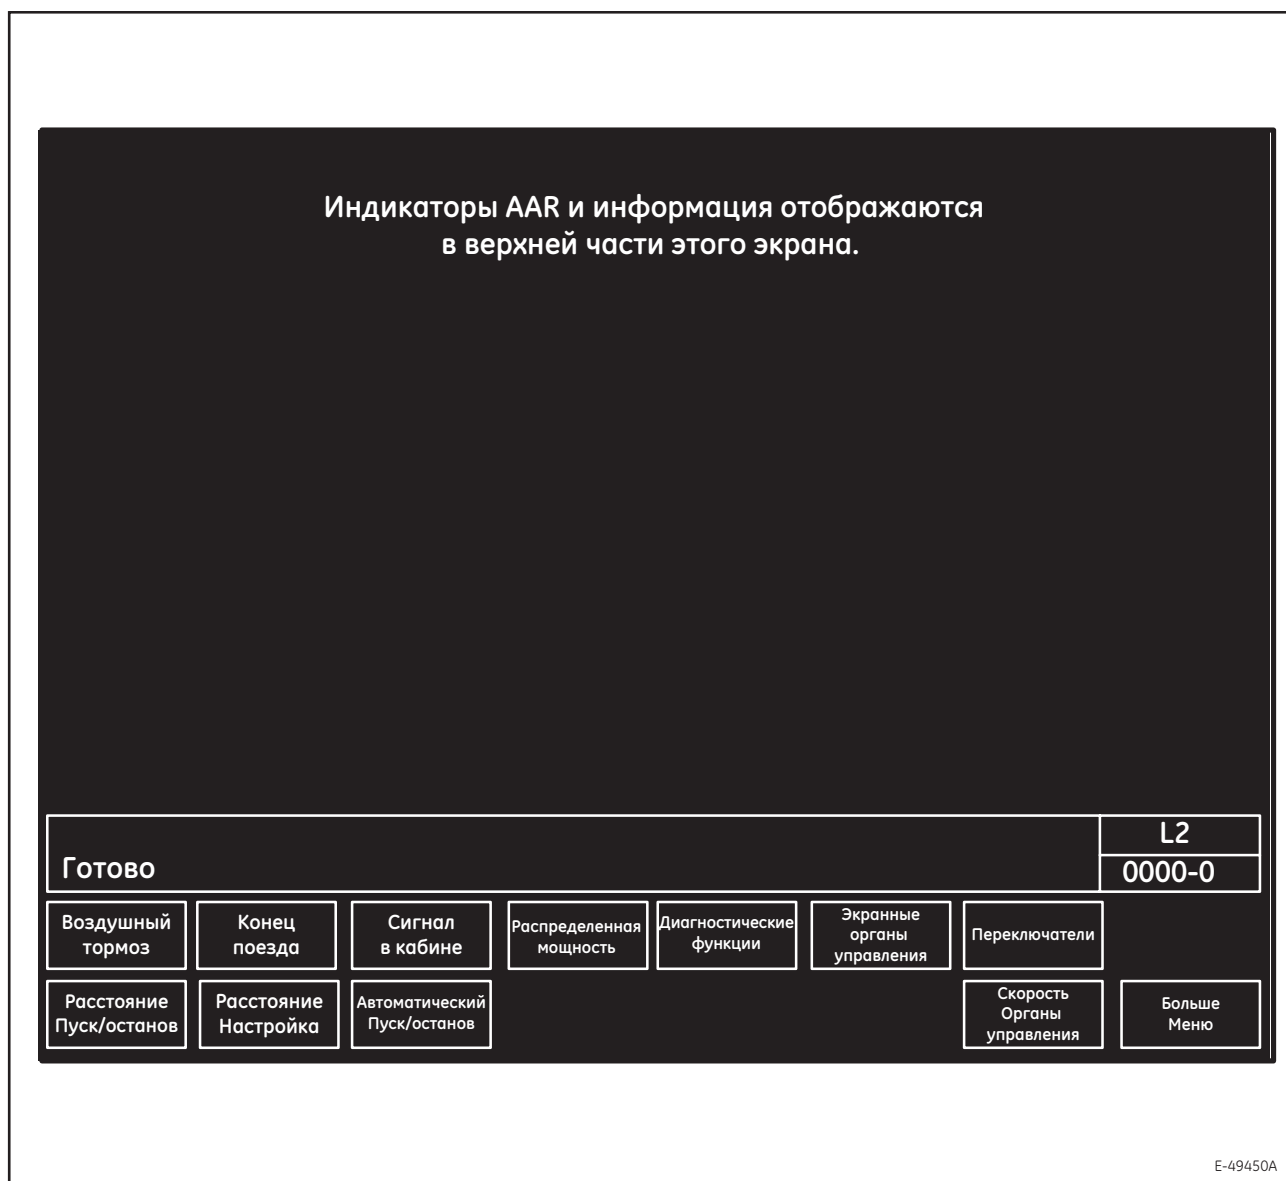 Индикаторы AAR и информация отображаются
в верхней части этого экрана.
L2
Готово
0000-0
Воздушный
тормоз
Конец
поезда
Сигнал
в кабине
Распределенная
мощность
Диагностические
функции
Экранные
органы
управления
Переключатели
Расстояние
Пуск/останов
Расстояние
Настройка
Автоматический
Пуск/останов
Скорость
Органы
управления
Больше
Меню
E-49450A